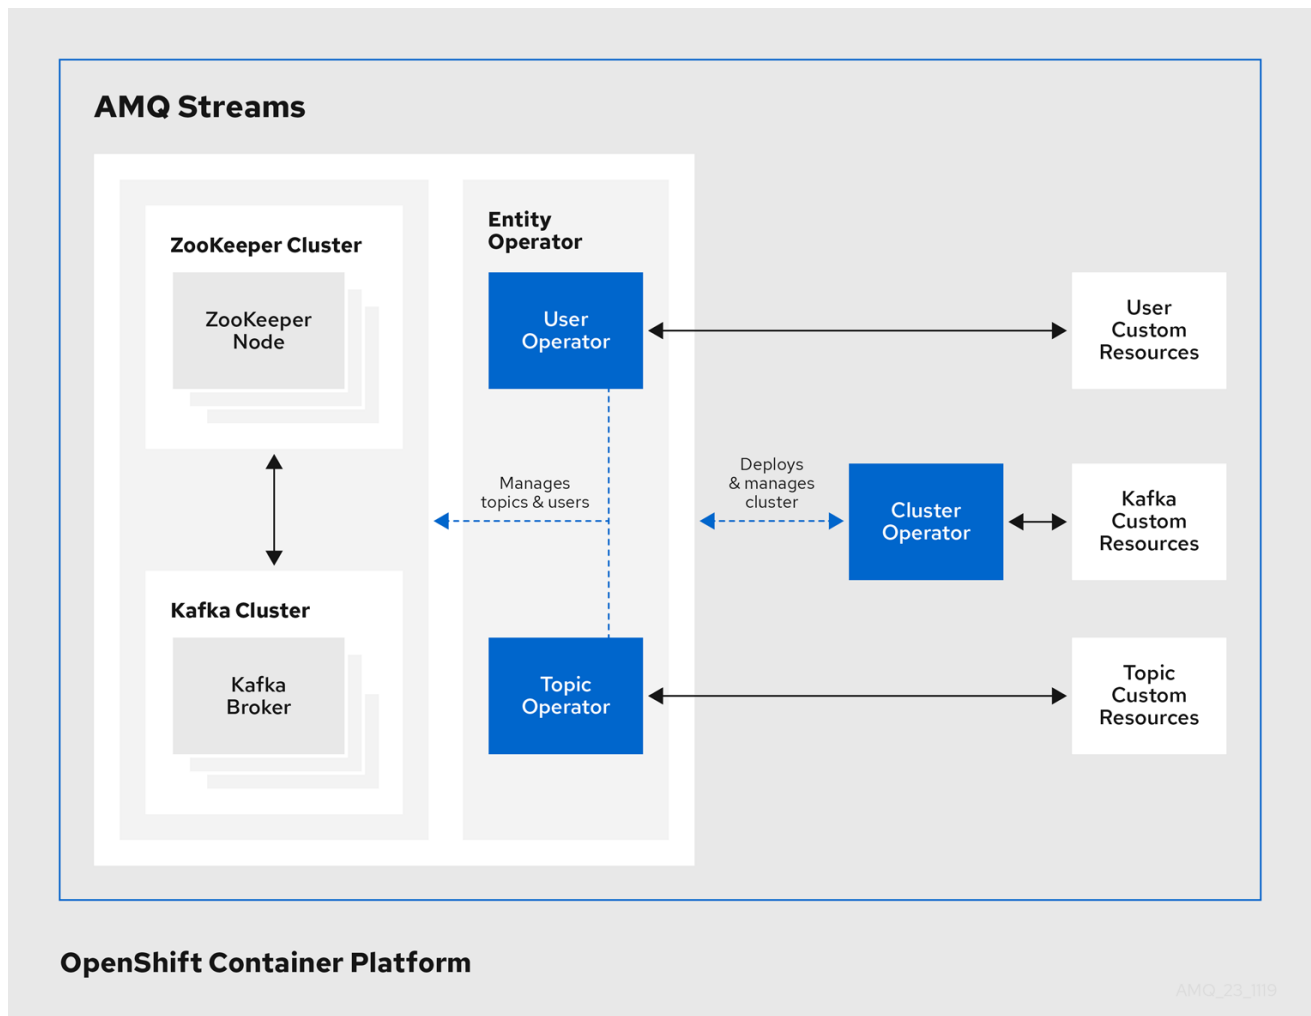 AMQ Streams
ZooKeeper Cluster
ZooKeeper
Node
Kafka Cluster
Kafka
Broker
Entity
Operator
User
Operator
Manages
topics & users
Topic
Operator
Deploys
& manages
cluster
Cluster
Operator
User
Custom
Resources
Kafka
Custom
Resources
Topic
Custom
Resources
OpenShift Container Platform
AMQ_23_1119